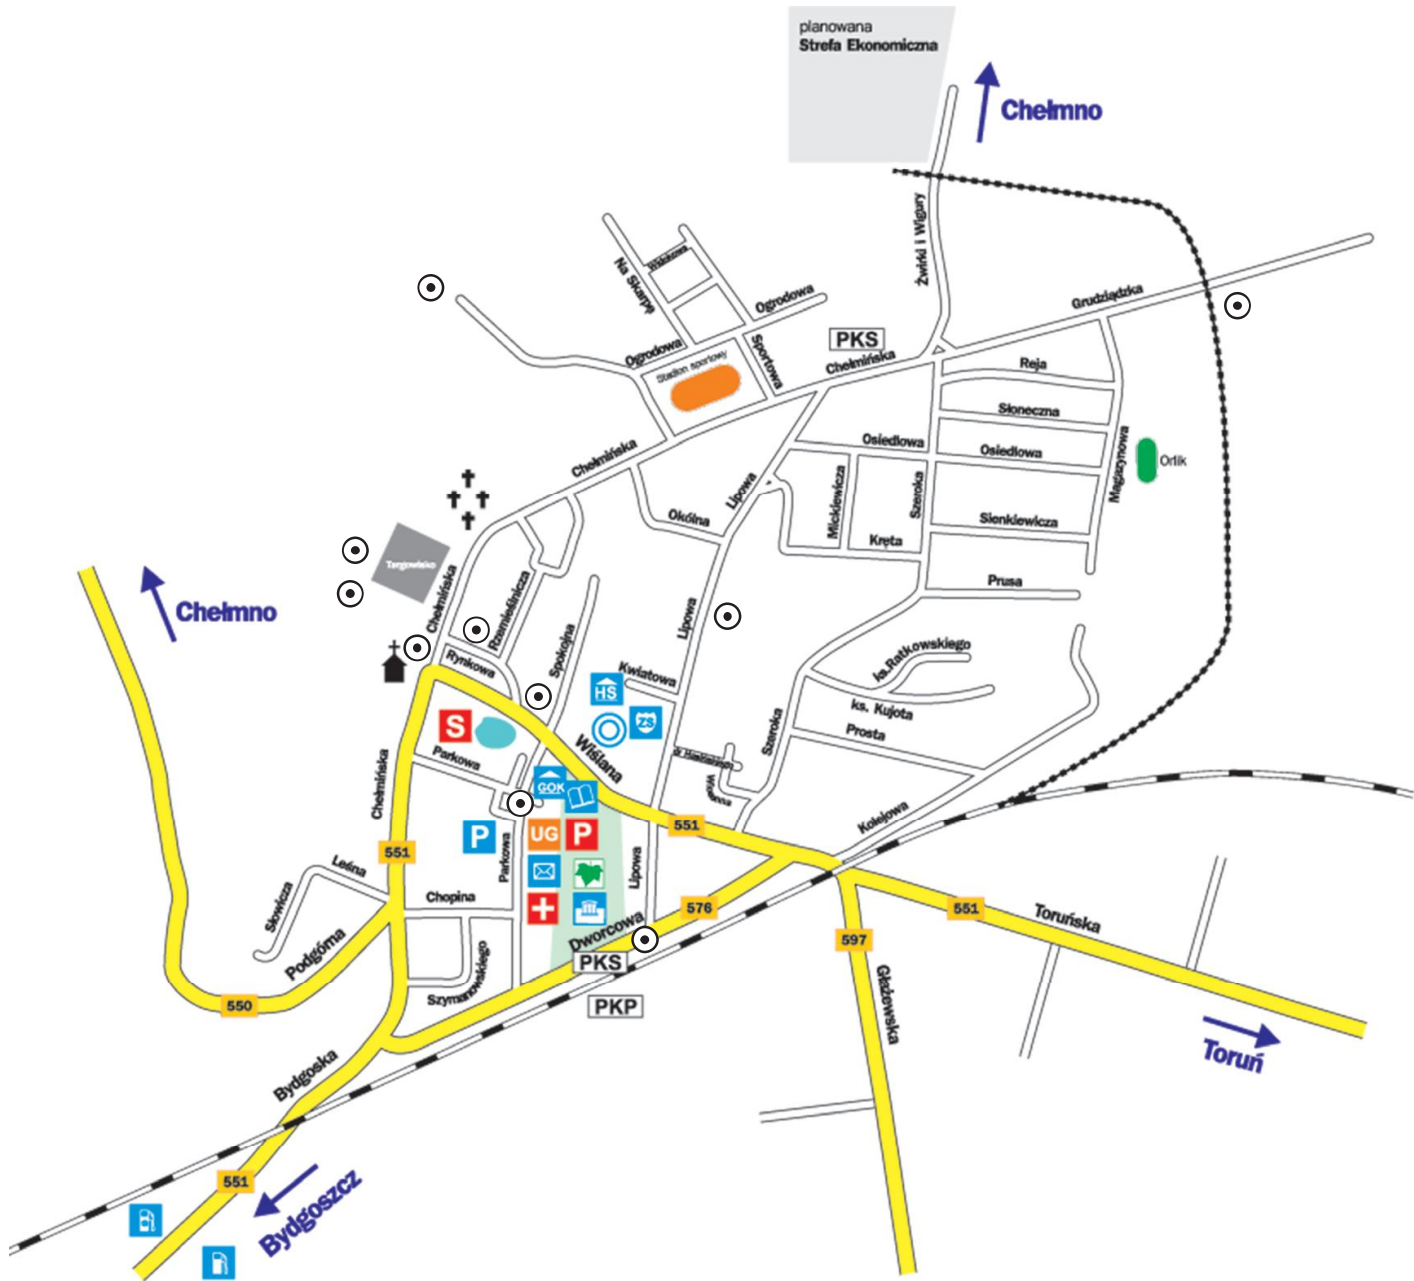 planowana
Strefa Ekonomiczna
Chełmno
Żwirki i Wigury
Na Skarpę
Widokowa
Ogrodowa
Grudziądzka
PKS
Ogrodowa
Stadion sportowy
Sportowa
Chełmińska
Reja
Słoneczna
Osiedlowa
Osiedlowa
Magazynowa
Orlik
Chełmińska
Lipowa
Mickiewicza
Szeroka
Okólna
Sienkiewicza
Kręta
Targowisko
Prusa
Chełmno
Chełmińska
Rzemieślnicza
Lipowa
Rynkowa
Spokojna
Kwiatowa
ks.Ratkowskiego
HS
ks. Kujota
S
ZS
Szeroka
Prosta
Parkowa
Wiślana
Chełmińska
GOK
Kolejowa
551
P
UG
P
Parkowa
551
Leśna
Lipowa
Słowicza
Chopina
576
551
Toruńska
Dworcowa
597
Podgórna
Szymanowskiego
PKS
550
PKP
Głażewska
Toruń
Bydgoska
551
Bydgoszcz